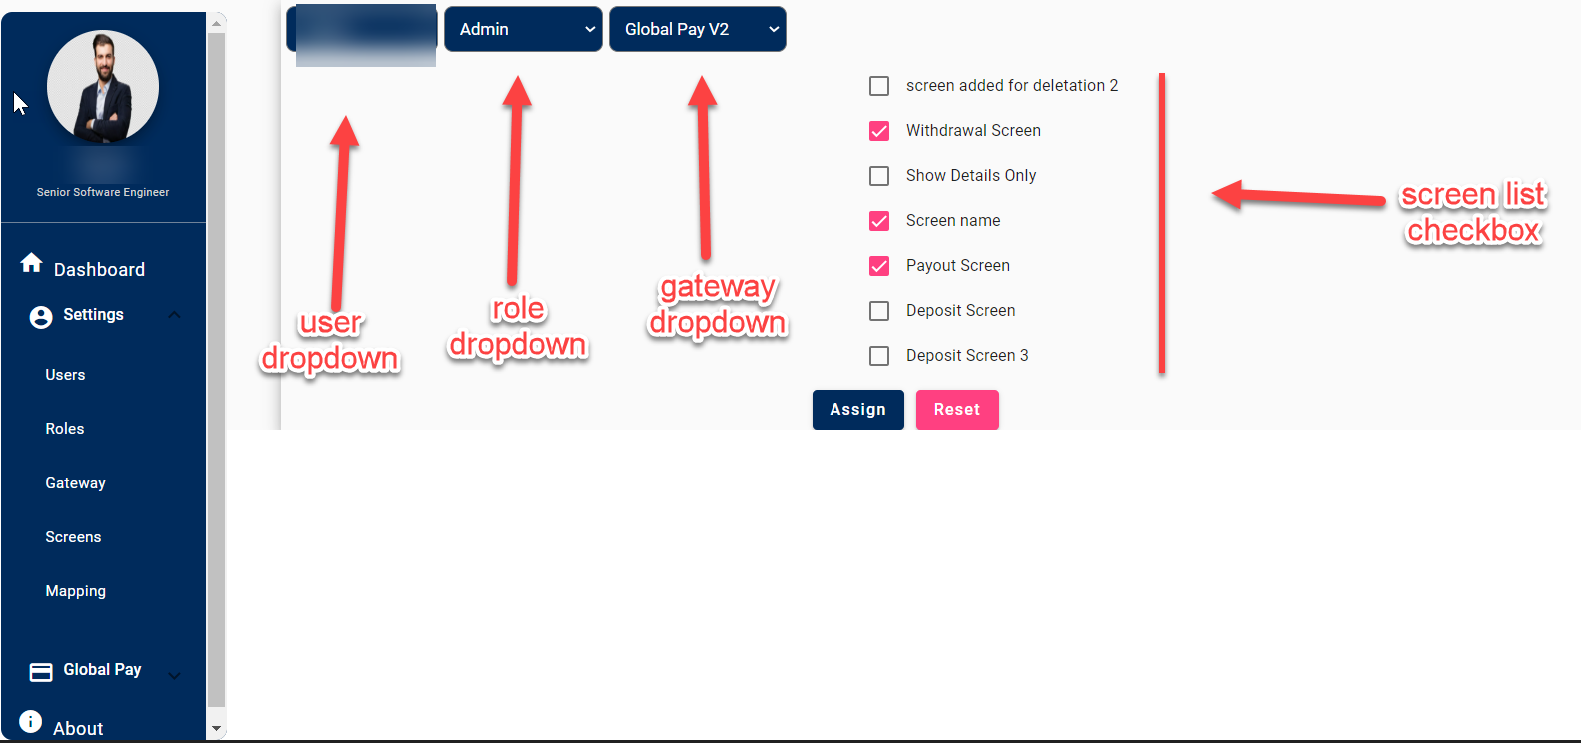 Admin
Global Pay V2
Senior Software Engineer
Dashboard
Settings
Users
Roles
Gateway
Screens
Mapping
Global Pay
About
user
dropdown
role
dropdown
gateway
dropdown
screen added for deletation 2
Withdrawal Screen
Show Details Only
Screen name
Payout Screen
Deposit Screen
Deposit Screen 3
Assign
Reset
screen list
checkbox